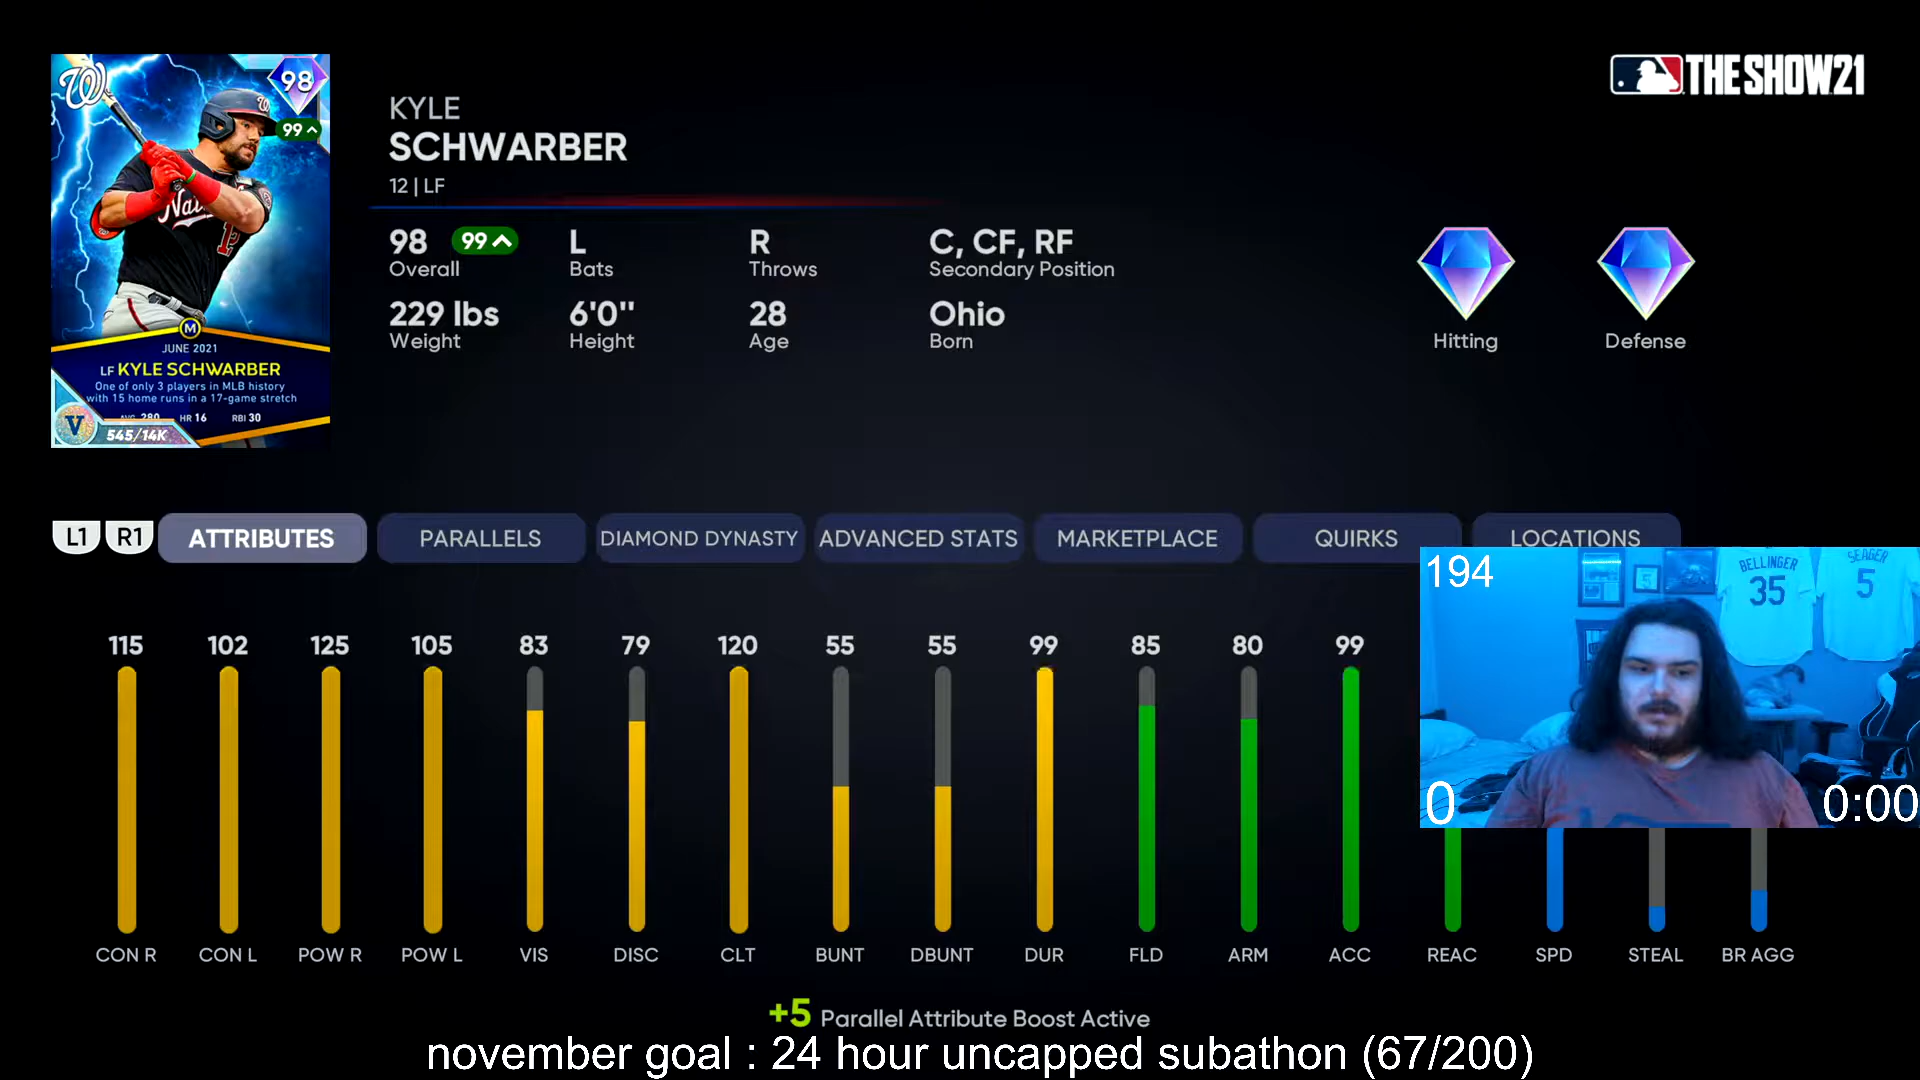 W
98
99
Nati
1
M
JUNE 2021
LF KYLE SCHWARBER
One of only 3 players in MLB history
with 15 home runs in a 17-game stretch
AVG .280 HR 16 RBI 30
V
545/14K
KYLE
SCHWARBER
12 | LF
98 99
Overall
L
Bats
R
Throws
C, CF, RF
Secondary Position
229 lbs
Weight
6'0"
Height
28
Age
Ohio
Born
THE SHOW 21
Hitting
Defense
L1 R1 ATTRIBUTES PARALLELS DIAMOND DYNASTY ADVANCED STATS MARKETPLACE QUIRKS LOCATIONS
115 102 125 105 83 79 120 55 55 99 85 80 99
194
BELLINGER
35
SEAGER
5
0
0:00
CON R CON L POW R POW L VIS DISC CLT BUNT DBUNT DUR FLD ARM ACC REAC SPD STEAL BR AGG
+5 Parallel Attribute Boost Active
november goal : 24 hour uncapped subathon (67/200)